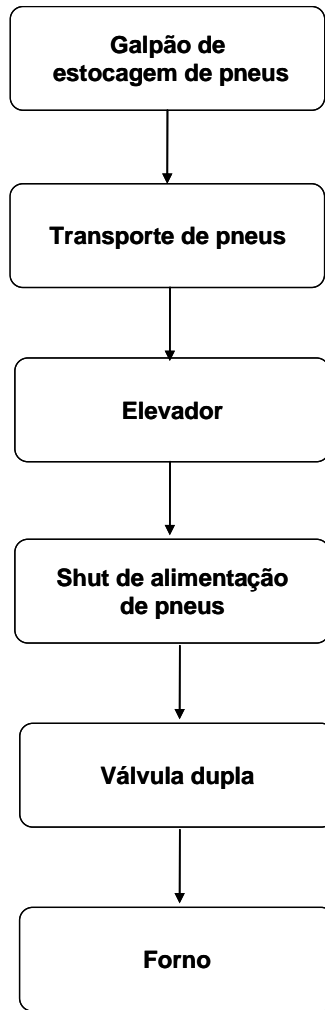 Galpão de
estocagem de pneus
Transporte de pneus
Elevador
Shut de alimentação
de pneus
Válvula dupla
Forno